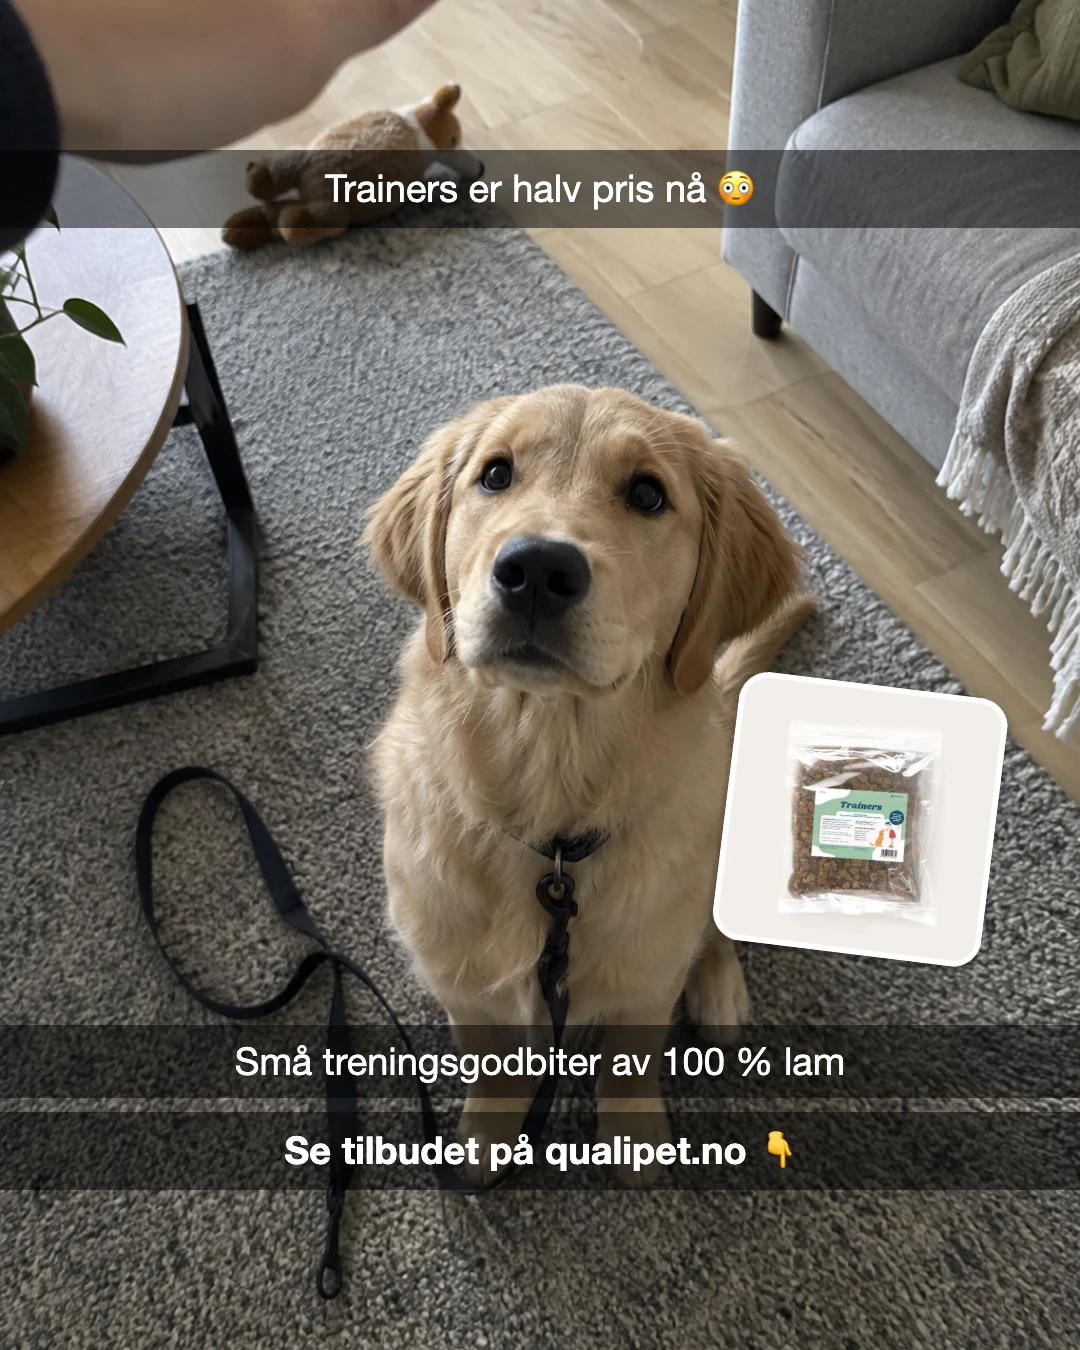 Trainers er halv pris nå 😳
Trainers
Små treningsgodbiter av 100 % lam
Se tilbudet på qualipet.no 👇